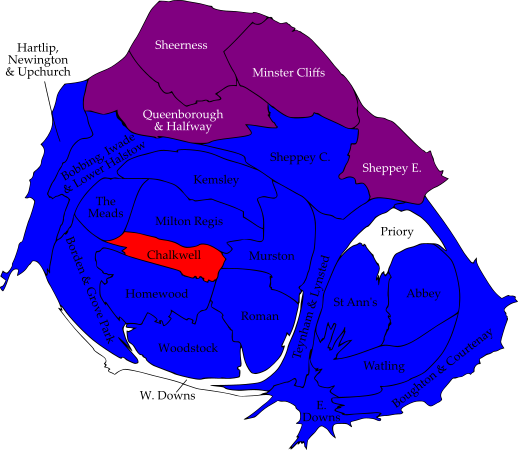 Sheerness
Hartlip,
Newington
& Upchurch
Minster Cliffs
Queenborough
& Halfway
Bobbing, Iwade
& Lower Halstow
Sheppey C.
Sheppey E.
Kemsley
The
Meads
Milton Regis
Priory
Chalkwell
Murston
Borden & Grove Park
Homewood
Teynham & Lynsted
St Ann's
Abbey
Roman
Woodstock
Watling
Boughton & Courtenay
W. Downs
E.
Downs